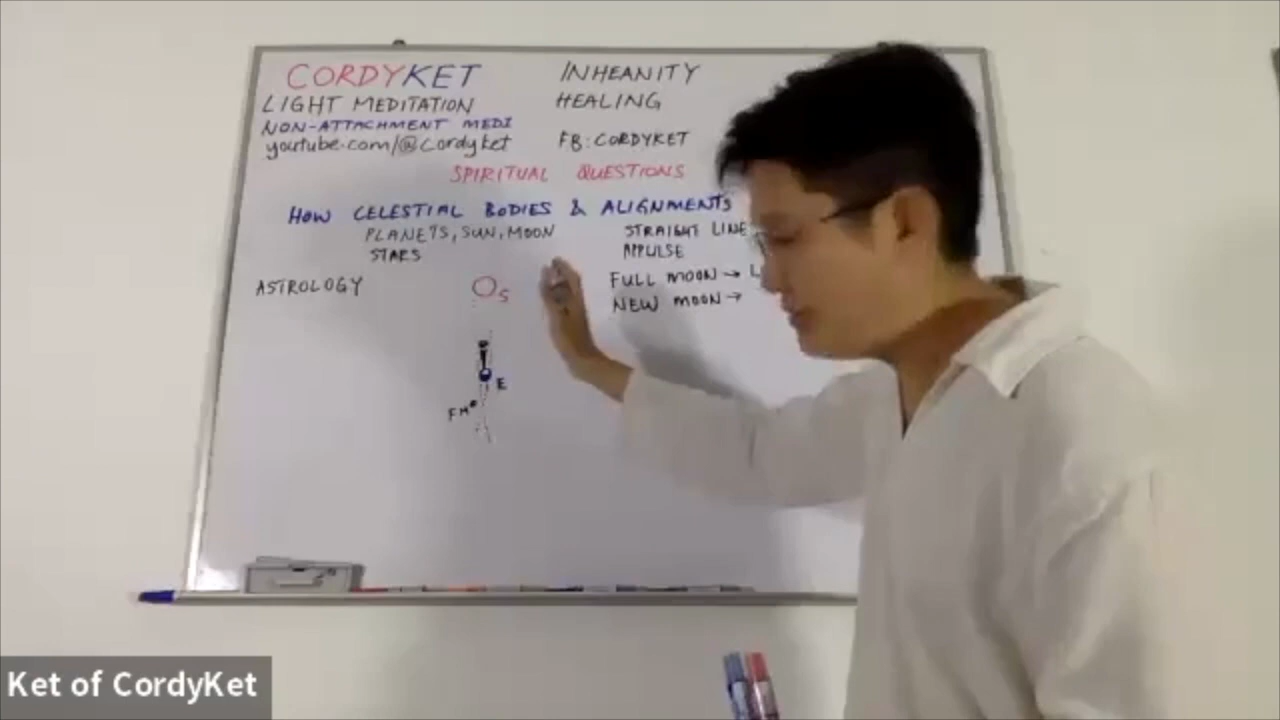 CORDYKET
LIGHT MEDITATION
NON-ATTACHMENT MEDI
youtube.com/@Cordyket
INHEANITY
HEALING
FB: CORDYKET
SPIRITUAL QUESTIONS
HOW CELESTIAL BODIES & ALIGNMENTS
PLANETS, SUN, MOON
STARS
STRAIGHT LINE
APPULSE
ASTROLOGY
FULL MOON → L
NEW MOON →
S
E
FM
Ket of CordyKet